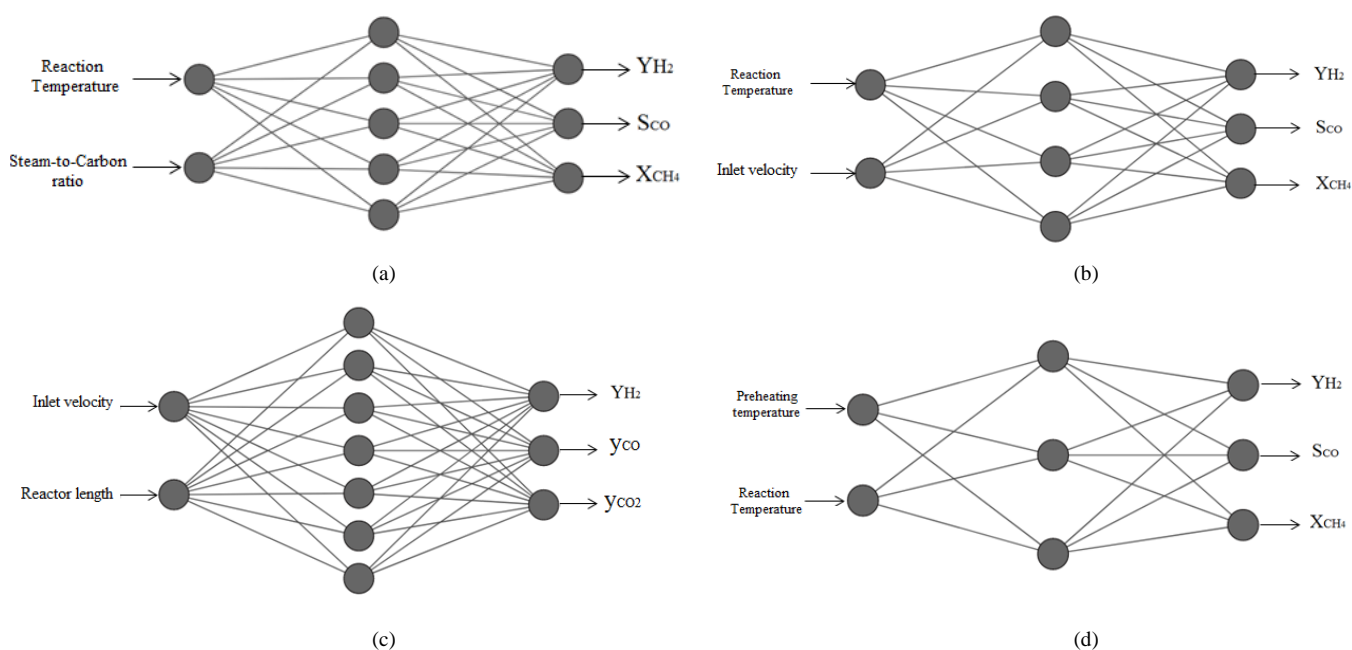 Reaction
Temperature
Steam-to-Carbon
ratio
YH2
SCO
XCH4
(a)
Reaction
Temperature
Inlet velocity
YH2
SCO
XCH4
(b)
Inlet velocity
Reactor length
YH2
yCO
yCO2
(c)
Preheating
temperature
Reaction
Temperature
YH2
SCO
XCH4
(d)